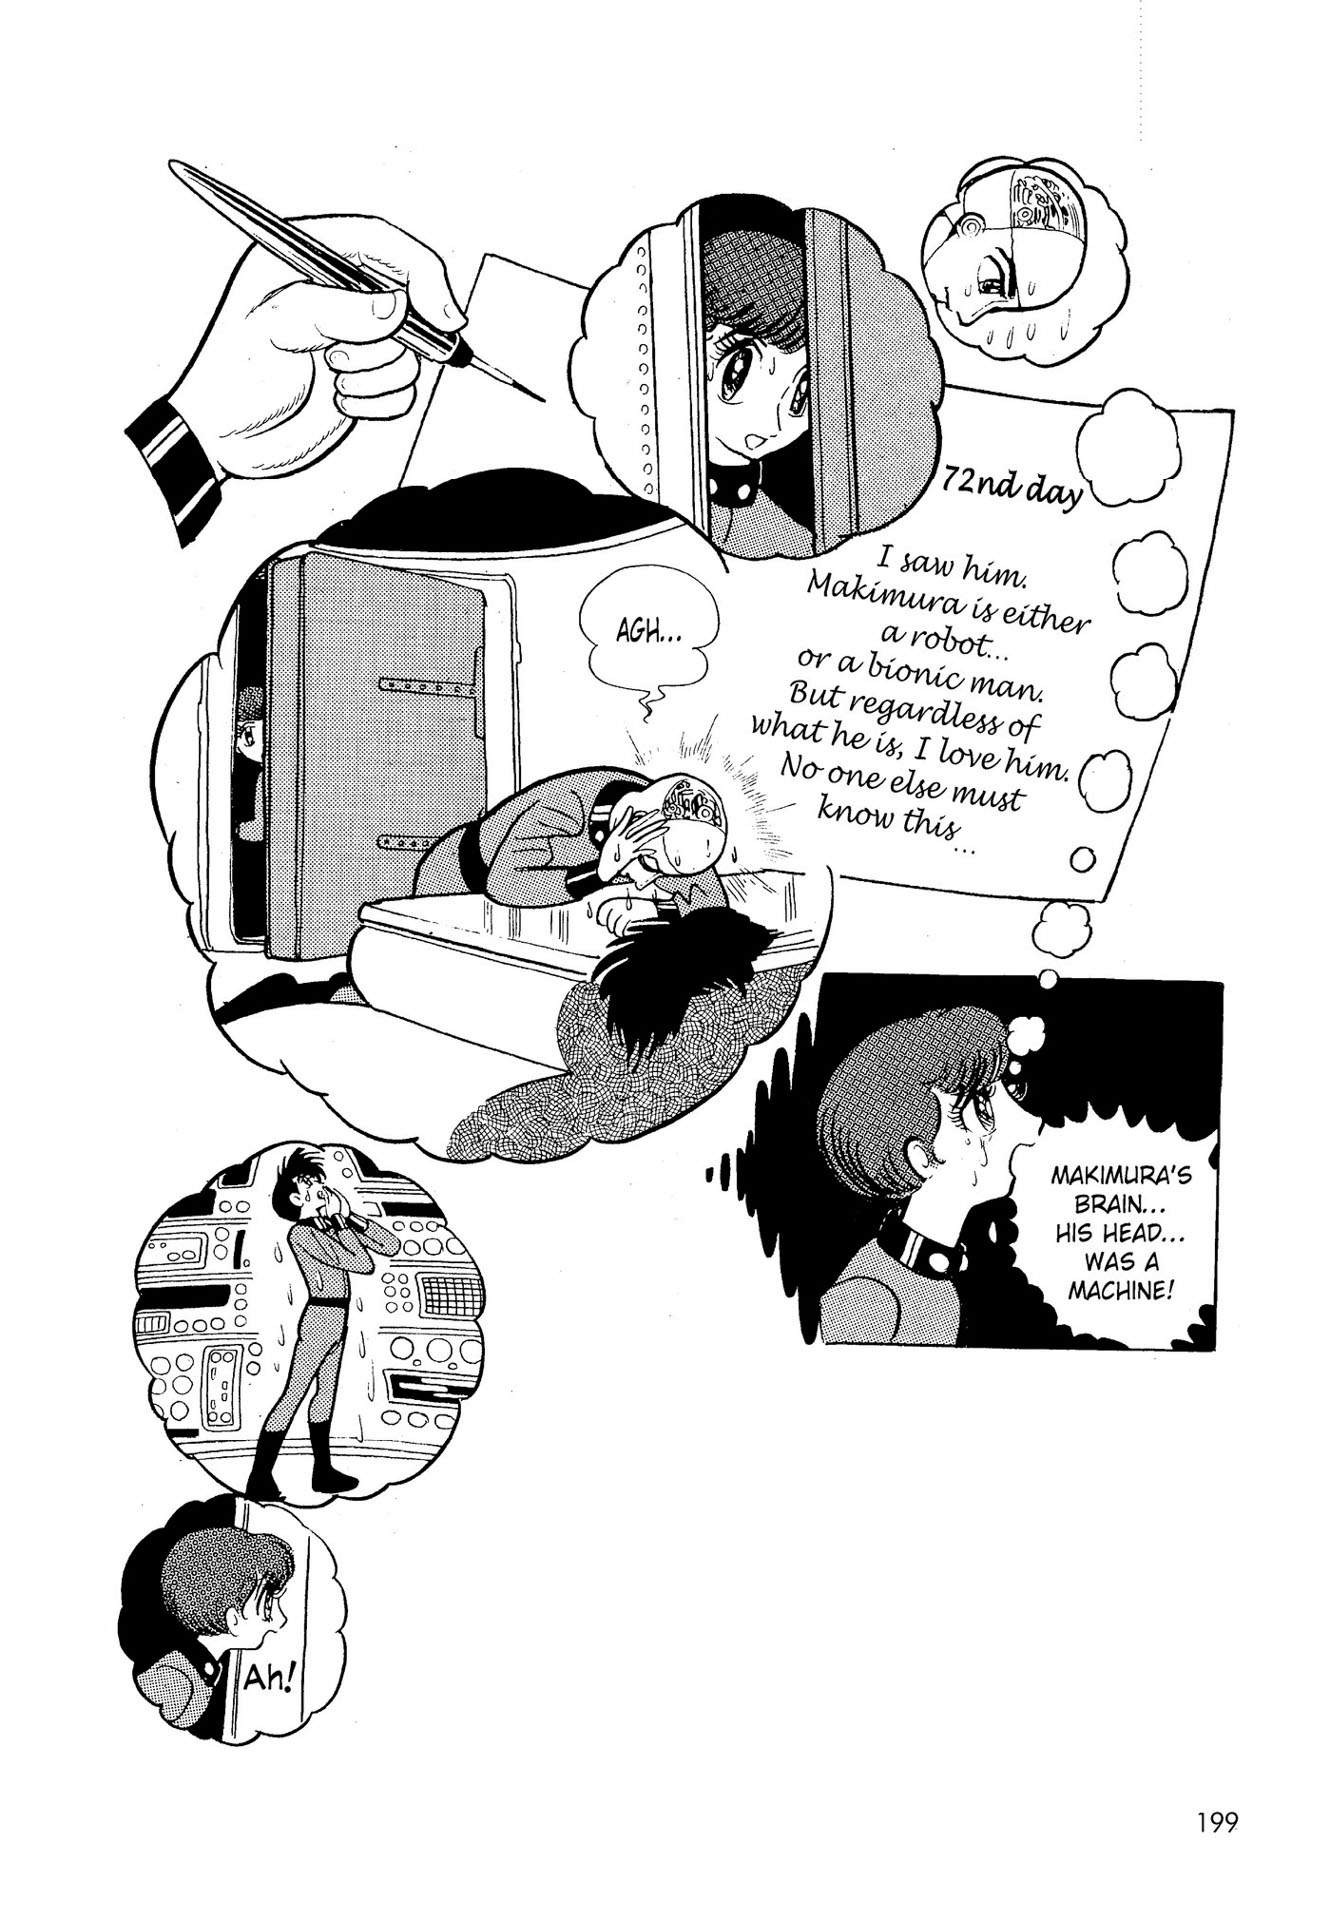 72nd day
I saw him.
Makimura is either
a robot...
or a bionic man.
But regardless of
what he is, I love him.
No one else must
know this...
AGH...
MAKIMURA'S
BRAIN...
HIS HEAD...
WAS A
MACHINE!
Ah!
199